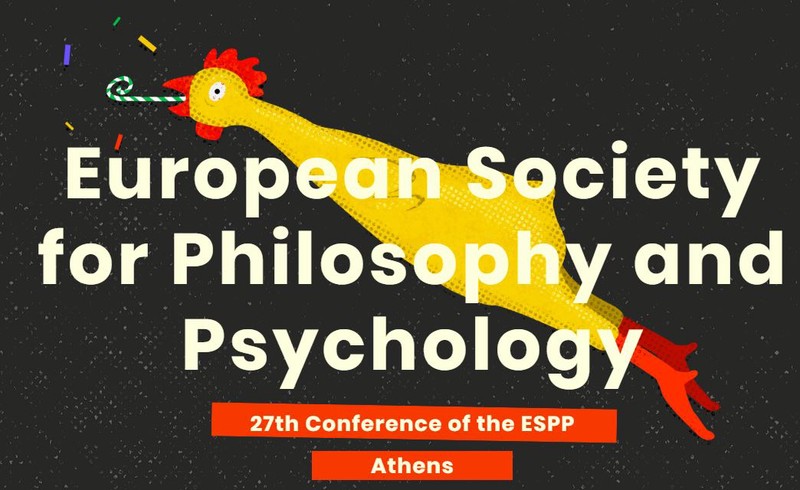 European Society
for Philosophy and
Psychology
27th Conference of the ESPP
Athens